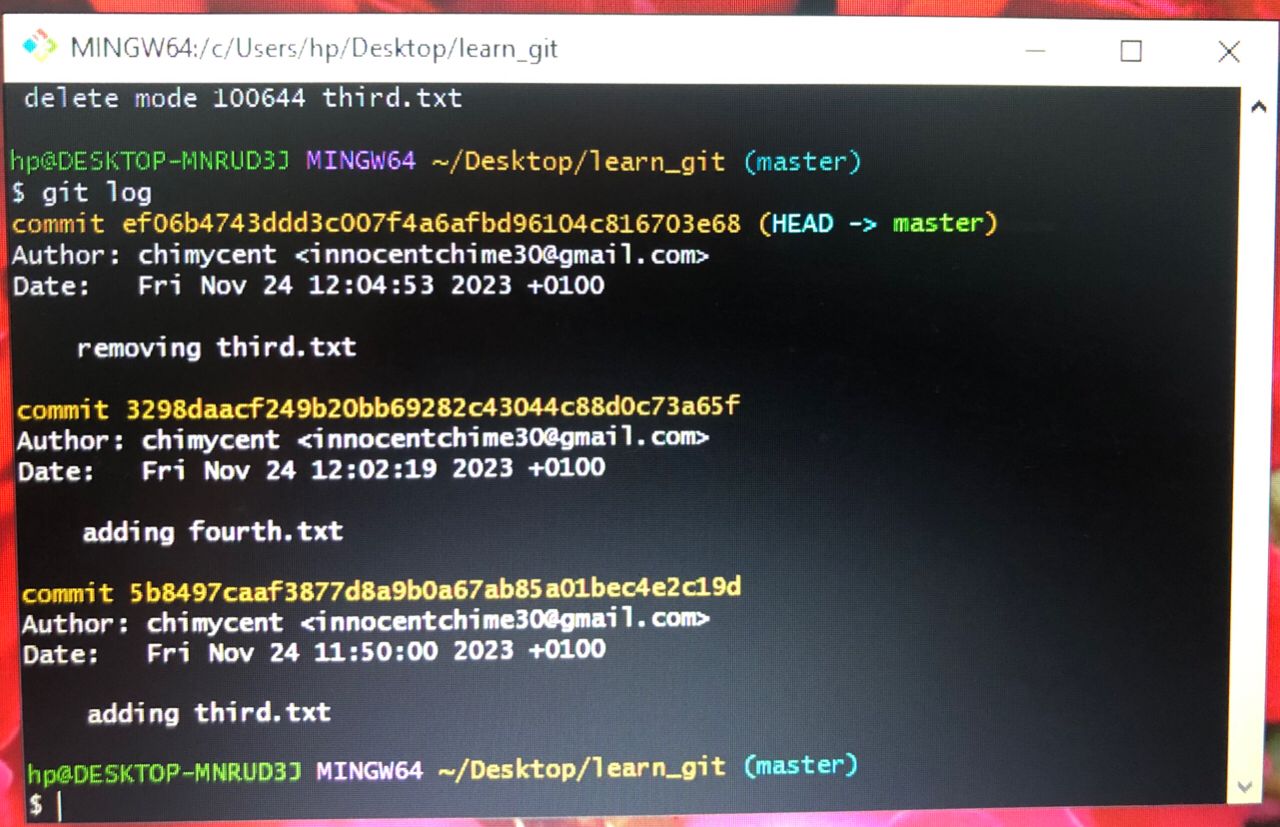 MINGW64:/c/Users/hp/Desktop/learn_git
delete mode 100644 third.txt
hp@DESKTOP-MNRUD3J MINGW64 ~/Desktop/learn_git (master)
$ git log
commit ef06b4743ddd3c007f4a6afbd96104c816703e68 (HEAD -> master)
Author: chimycent <innocentchime30@gmail.com>
Date:   Fri Nov 24 12:04:53 2023 +0100
removing third.txt
commit 3298daacf249b20bb69282c43044c88d0c73a65f
Author: chimycent <innocentchime30@gmail.com>
Date:   Fri Nov 24 12:02:19 2023 +0100
adding fourth.txt
commit 5b8497caaf3877d8a9b0a67ab85a01bec4e2c19d
Author: chimycent <innocentchime30@gmail.com>
Date:   Fri Nov 24 11:50:00 2023 +0100
adding third.txt
hp@DESKTOP-MNRUD3J MINGW64 ~/Desktop/learn_git (master)
$